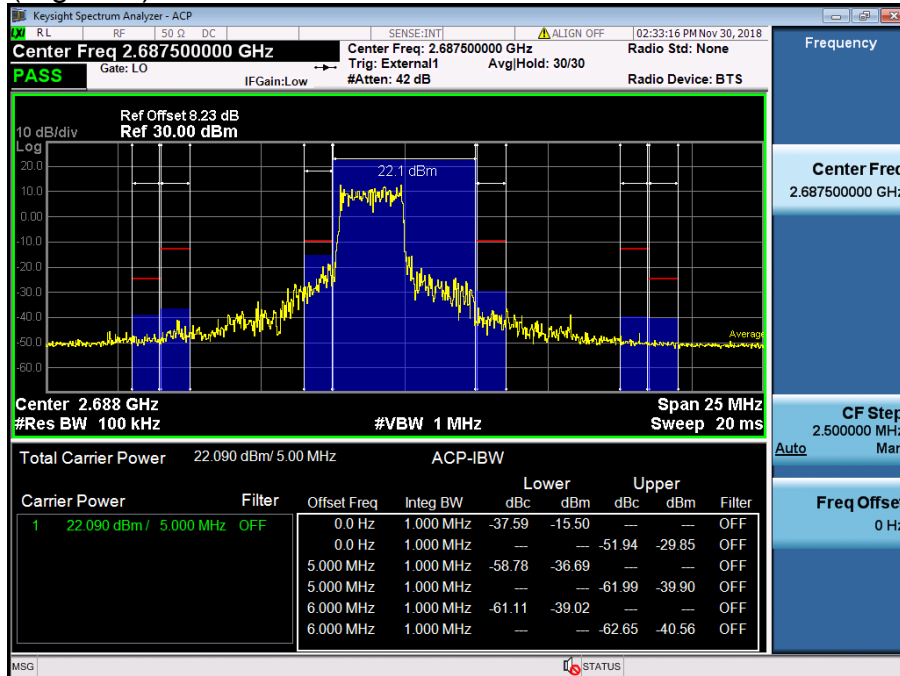 Keysight Spectrum Analyzer - ACP
RL RF 50 Ω DC SENSE:INT ALIGN OFF 02:33:16 PM Nov 30, 2018
Center Freq 2.687500000 GHz Center Freq: 2.687500000 GHz Radio Std: None
Gate: LO Trig: External1 Avg|Hold: 30/30
PASS IFGain:Low #Atten: 42 dB Radio Device: BTS
Ref Offset 8.23 dB
10 dB/div Ref 30.00 dBm
Log
20.0
22.1 dBm
10.0
0.00
-10.0
-20.0
-30.0
-40.0
-50.0
Average
-60.0
Center 2.688 GHz Span 25 MHz
#Res BW 100 kHz #VBW 1 MHz Sweep 20 ms
Total Carrier Power 22.090 dBm/ 5.00 MHz ACP-IBW
Lower Upper
Carrier Power Filter Offset Freq Integ BW dBc dBm dBc dBm Filter
1 22.090 dBm / 5.000 MHz OFF 0.0 Hz 1.000 MHz -37.59 -15.50 --- --- OFF
0.0 Hz 1.000 MHz --- --- -51.94 -29.85 OFF
5.000 MHz 1.000 MHz -58.78 -36.69 --- --- OFF
5.000 MHz 1.000 MHz --- --- -61.99 -39.90 OFF
6.000 MHz 1.000 MHz -61.11 -39.02 --- --- OFF
6.000 MHz 1.000 MHz --- --- -62.65 -40.56 OFF
MSG STATUS
Frequency
Center Freq
2.687500000 GHz
CF Step
2.500000 MHz
Auto Man
Freq Offset
0 Hz